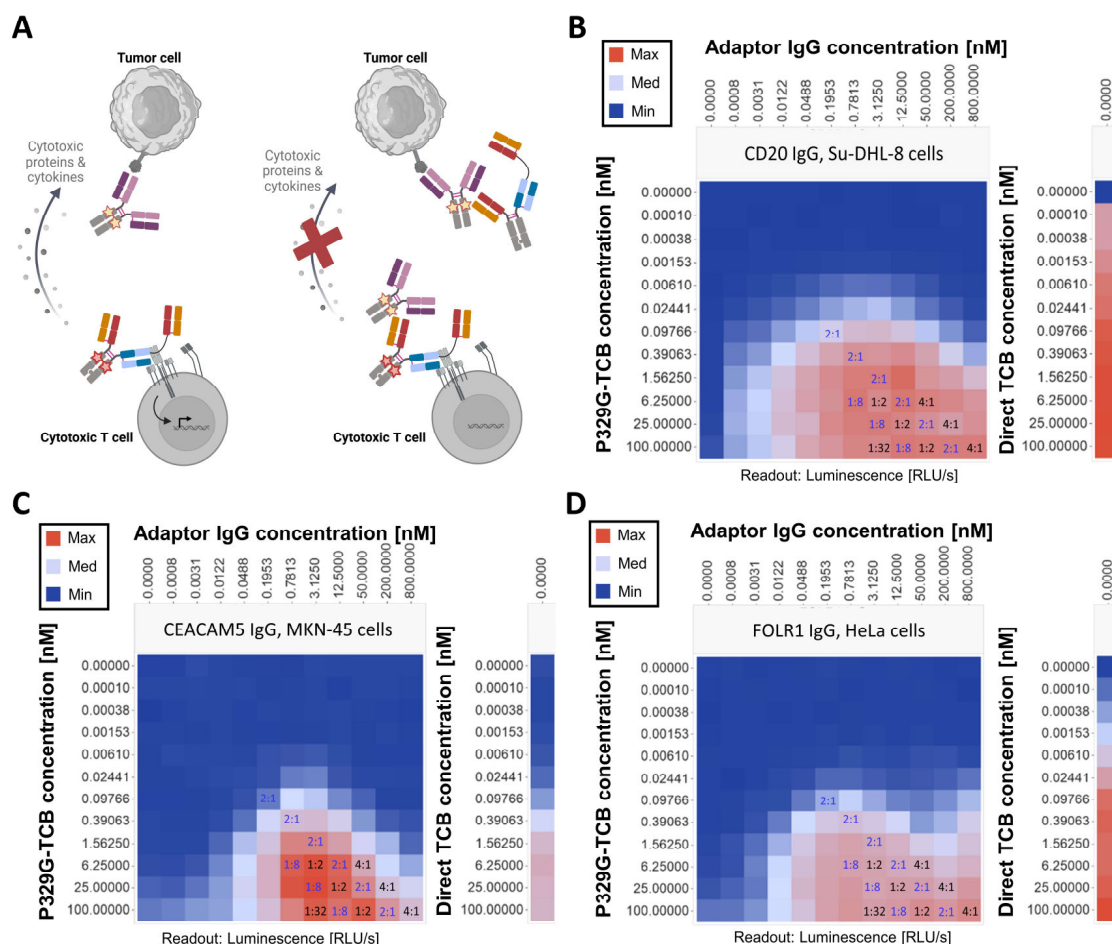 A
Tumor cell
Tumor cell
Cytotoxic
proteins &
cytokines
Cytotoxic
proteins &
cytokines
Cytotoxic T cell
Cytotoxic T cell
B
Max
Med
Min
Adaptor IgG concentration [nM]
0.0000
0.0008
0.0031
0.0122
0.0488
0.1953
0.7813
3.1250
12.5000
50.0000
200.0000
800.0000
CD20 IgG, Su-DHL-8 cells
P329G-TCB concentration [nM]
0.00000
0.00010
0.00038
0.00153
0.00610
0.02441
0.09766
0.39063
1.56250
6.25000
25.00000
100.00000
2:1
2:1
2:1
1:8 1:2 2:1 4:1
1:8 1:2 2:1 4:1
1:32 1:8 1:2 2:1 4:1
Readout: Luminescence [RLU/s]
Direct TCB concentration [nM]
0.0000
0.00000
0.00010
0.00038
0.00153
0.00610
0.02441
0.09766
0.39063
1.56250
6.25000
25.00000
100.00000
C
Max
Med
Min
Adaptor IgG concentration [nM]
0.0000
0.0008
0.0031
0.0122
0.0488
0.1953
0.7813
3.1250
12.5000
50.0000
200.0000
800.0000
CEACAM5 IgG, MKN-45 cells
P329G-TCB concentration [nM]
0.00000
0.00010
0.00038
0.00153
0.00610
0.02441
0.09766
0.39063
1.56250
6.25000
25.00000
100.00000
2:1
2:1
2:1
1:8 1:2 2:1 4:1
1:8 1:2 2:1 4:1
1:32 1:8 1:2 2:1 4:1
Readout: Luminescence [RLU/s]
Direct TCB concentration [nM]
0.0000
0.00000
0.00010
0.00038
0.00153
0.00610
0.02441
0.09766
0.39063
1.56250
6.25000
25.00000
100.00000
D
Max
Med
Min
Adaptor IgG concentration [nM]
0.0000
0.0008
0.0031
0.0122
0.0488
0.1953
0.7813
3.1250
12.5000
50.0000
200.0000
800.0000
FOLR1 IgG, HeLa cells
P329G-TCB concentration [nM]
0.00000
0.00010
0.00038
0.00153
0.00610
0.02441
0.09766
0.39063
1.56250
6.25000
25.00000
100.00000
2:1
2:1
2:1
1:8 1:2 2:1 4:1
1:8 1:2 2:1 4:1
1:32 1:8 1:2 2:1 4:1
Readout: Luminescence [RLU/s]
Direct TCB concentration [nM]
0.0000
0.00000
0.00010
0.00038
0.00153
0.00610
0.02441
0.09766
0.39063
1.56250
6.25000
25.00000
100.00000